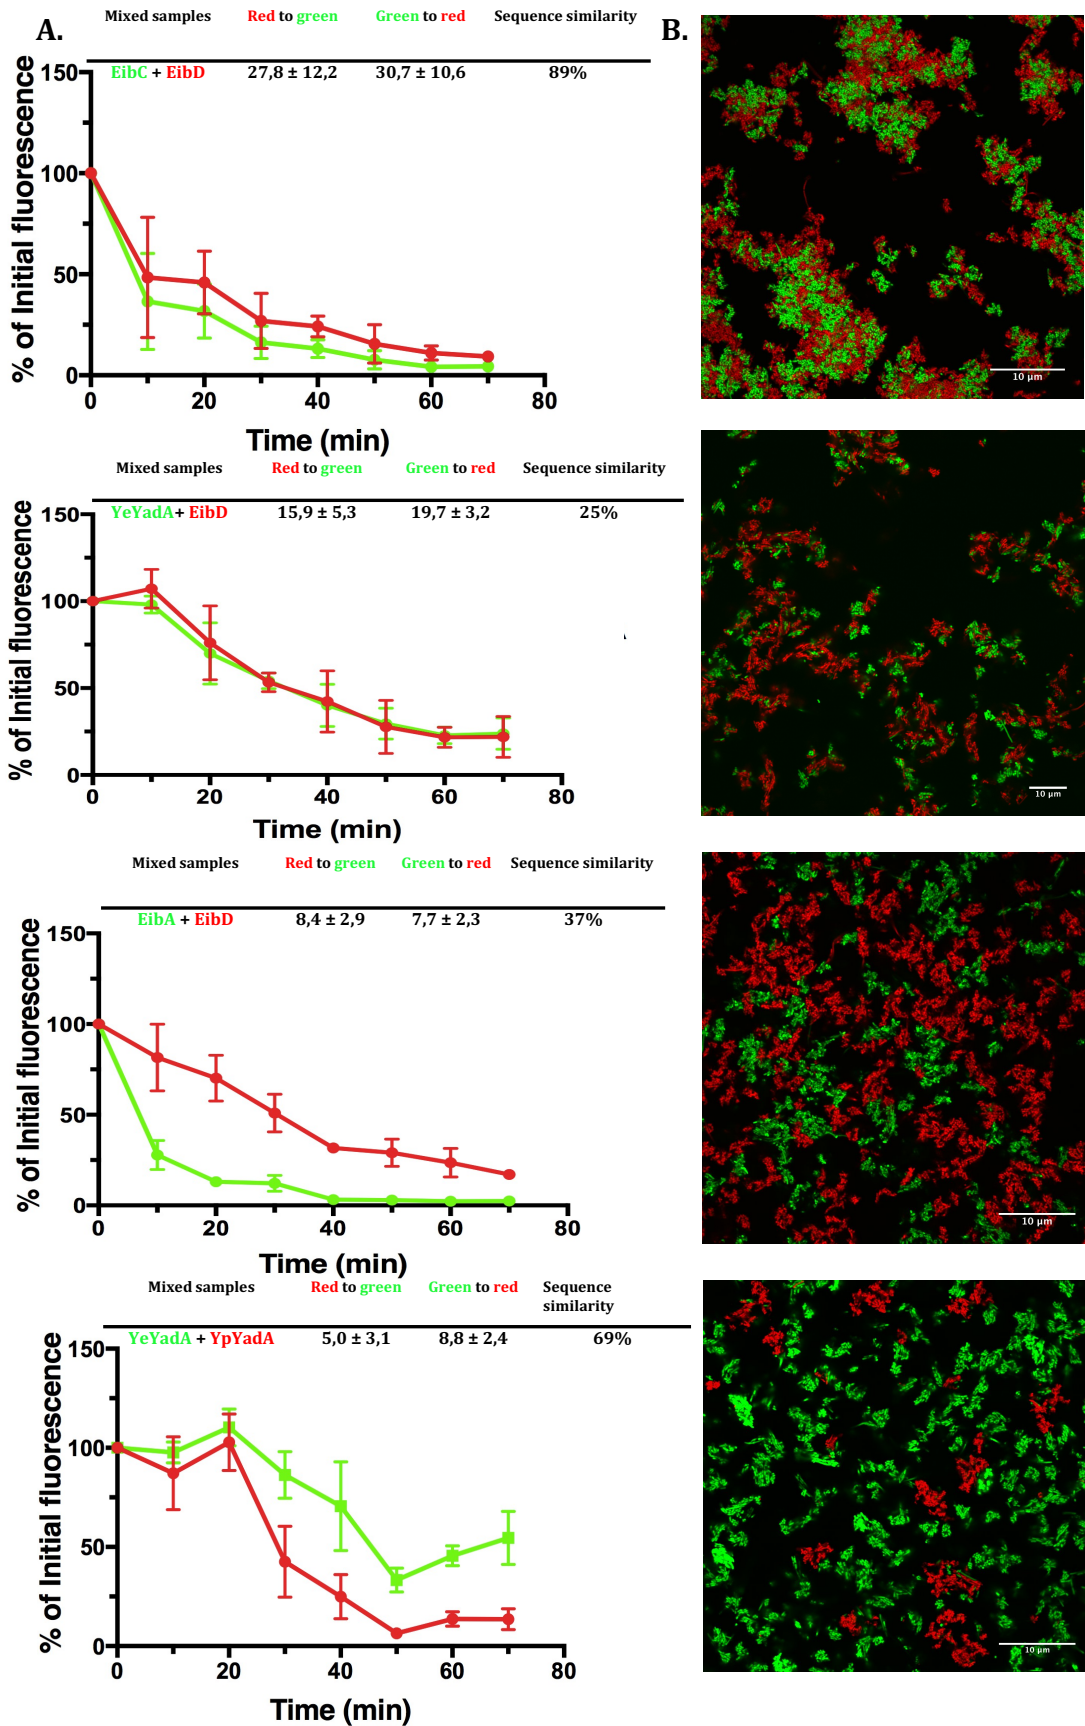 A.
B.
Mixed samples Red to green Green to red Sequence similarity
EibC + EibD 27,8 ± 12,2 30,7 ± 10,6 89%
% of Initial fluorescence
150
100
50
0
0 20 40 60 80
Time (min)
10 µm
Mixed samples Red to green Green to red Sequence similarity
YeYadA+ EibD 15,9 ± 5,3 19,7 ± 3,2 25%
% of Initial fluorescence
150
100
50
0
0 20 40 60 80
Time (min)
10 µm
Mixed samples Red to green Green to red Sequence similarity
EibA + EibD 8,4 ± 2,9 7,7 ± 2,3 37%
% of Initial fluorescence
150
100
50
0
0 20 40 60 80
Time (min)
10 µm
Mixed samples Red to green Green to red Sequence
similarity
YeYadA + YpYadA 5,0 ± 3,1 8,8 ± 2,4 69%
% of Initial fluorescence
150
100
50
0
0 20 40 60 80
Time (min)
10 µm